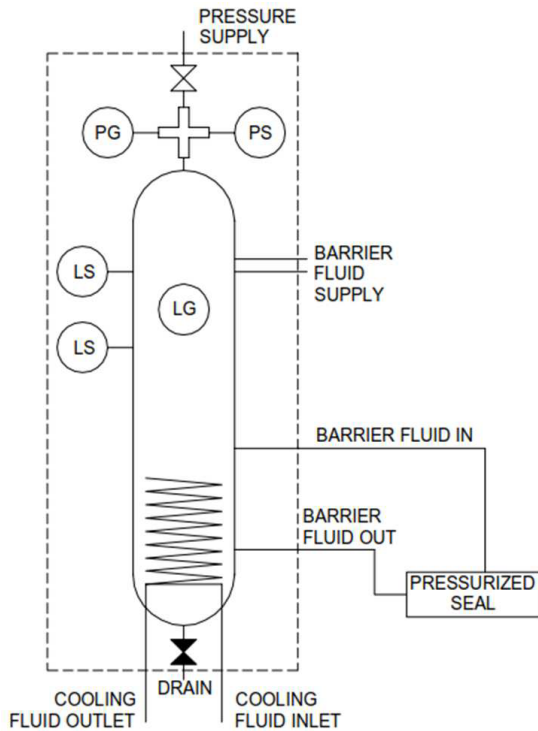 PRESSURE
SUPPLY
PG
PS
LS
BARRIER
FLUID
SUPPLY
LG
LS
BARRIER FLUID IN
BARRIER
FLUID OUT
PRESSURIZED
SEAL
DRAIN
COOLING
FLUID OUTLET
COOLING
FLUID INLET